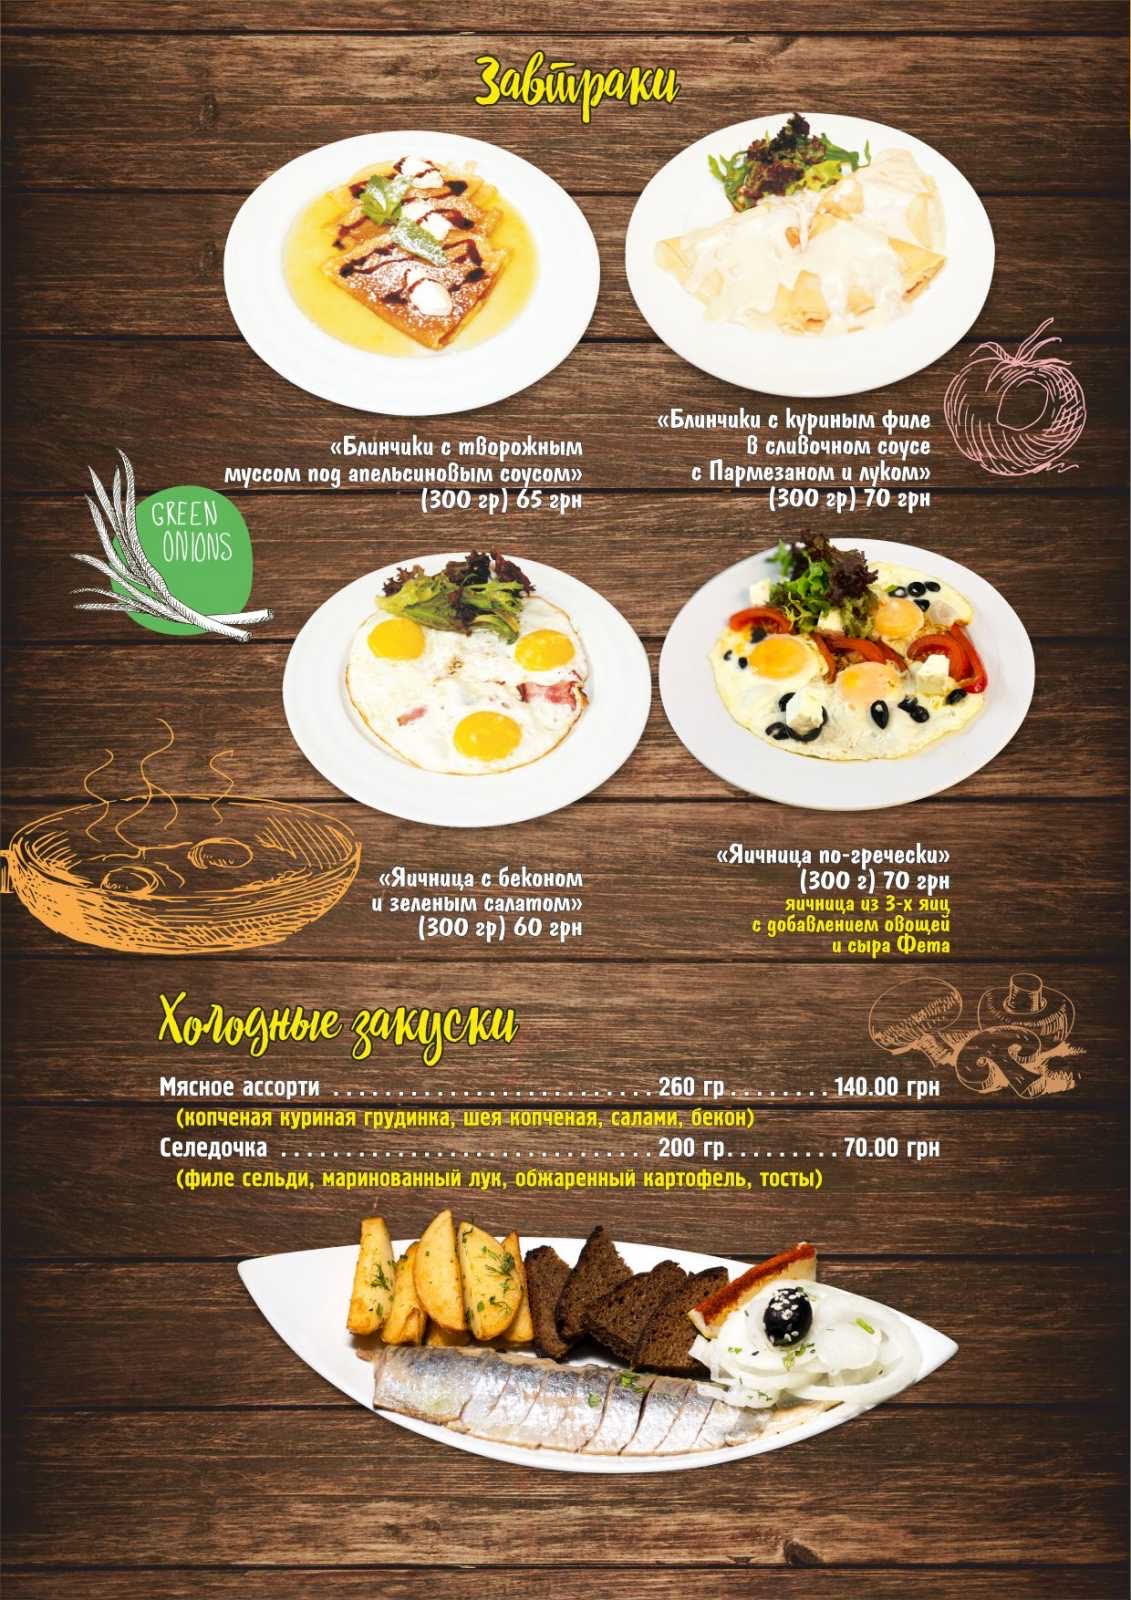 Завтраки
«Блинчики с творожным
муссом под апельсиновым соусом»
(300 гр) 65 грн
«Блинчики с куриным филе
в сливочном соусе
с Пармезаном и луком»
(300 гр) 70 грн
GREEN
ONIONS
«Яичница с беконом
и зеленым салатом»
(300 гр) 60 грн
«Яичница по-гречески»
(300 г) 70 грн
яичница из 3-х яиц
с добавлением овощей
и сыра Фета
Холодные закуски
Мясное ассорти ........................ 260 гр ........ 140.00 грн
(копченая куриная грудинка, шея копченая, салами, бекон)
Селедочка ............................ 200 гр. ........ 70.00 грн
(филе сельди, маринованный лук, обжаренный картофель, тосты)